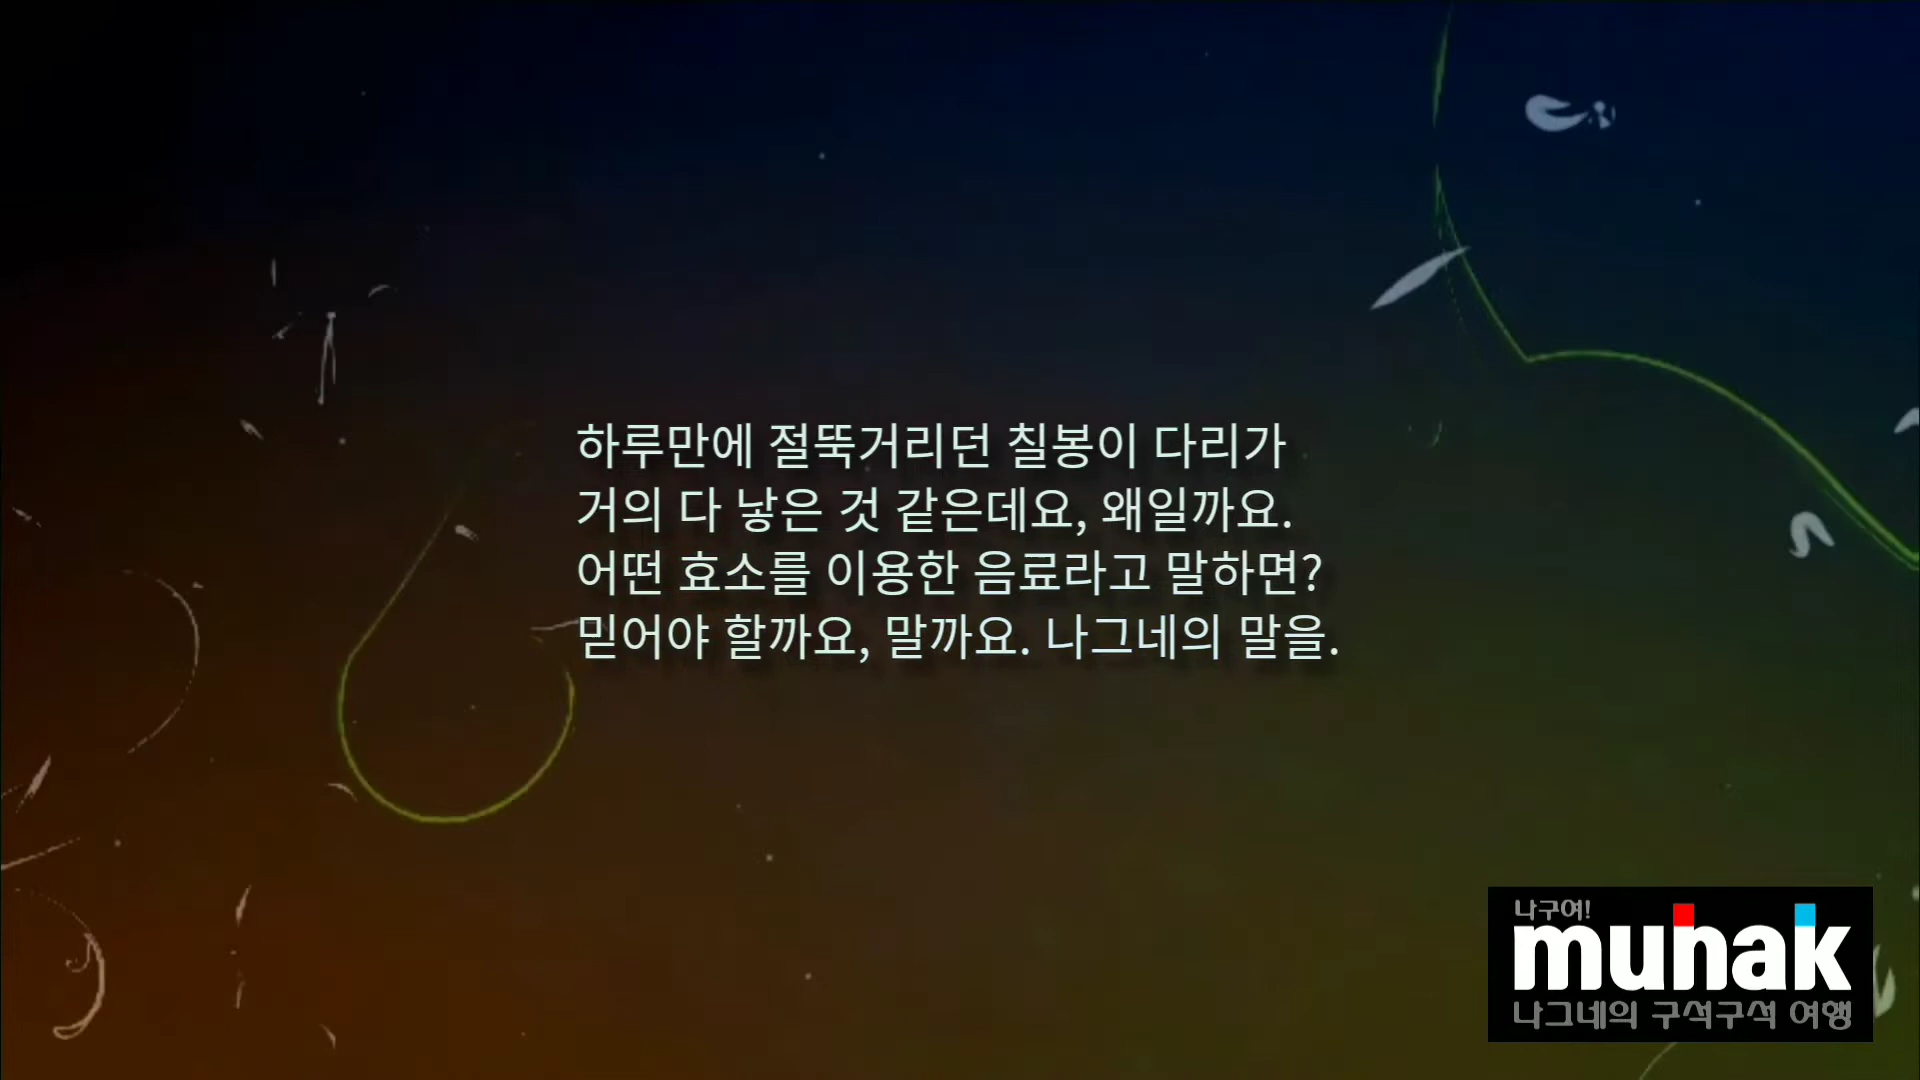 하루만에 절뚝거리던 칠봉이 다리가
거의 다 낳은 것 같은데요, 왜일까요.
어떤 효소를 이용한 음료라고 말하면?
믿어야 할까요, 말까요. 나그네의 말을.
나구여!
munak
나그네의 구석구석 여행